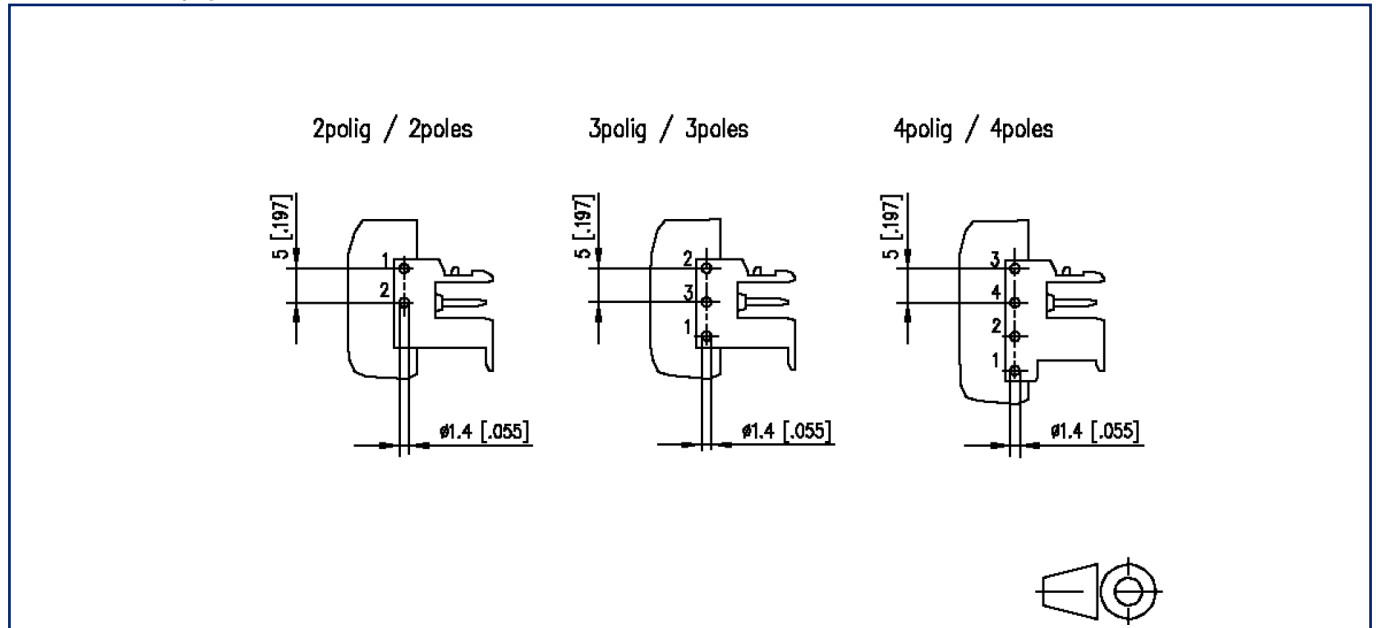 2polig / 2poles
3polig / 3poles
4polig / 4poles
5 [.197]
1
2
ø1.4 [.055]
5 [.197]
2
3
1
ø1.4 [.055]
5 [.197]
3
4
2
1
ø1.4 [.055]